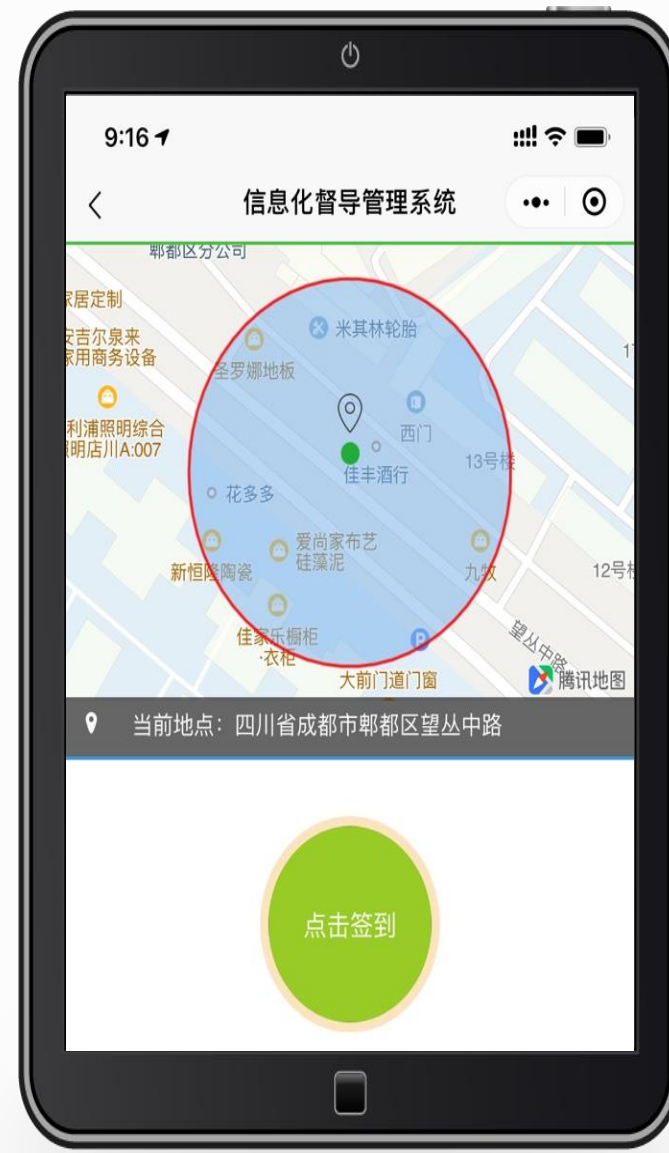 9:16
信息化督导管理系统
郫都区分公司
家居定制
安吉尔泉来
家用商务设备
米其林轮胎
圣罗娜地板
西门
利浦照明综合
照明店川A:007
佳丰酒行
13号楼
花多多
爱尚家布艺
硅藻泥
新恒隆陶瓷
九牧
12号楼
佳家乐橱柜
·衣柜
望丛中路
大前门道门窗
腾讯地图
当前地点：四川省成都市郫都区望丛中路
点击签到